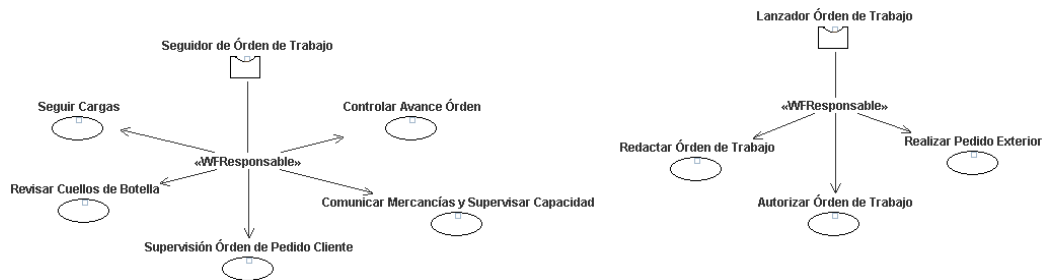 Seguidor de Órden de Trabajo
Seguir Cargas
Controlar Avance Órden
«WFResponsable»
Revisar Cuellos de Botella
Comunicar Mercancías y Supervisar Capacidad
Supervisión Órden de Pedido Cliente
Lanzador Órden de Trabajo
«WFResponsable»
Redactar Órden de Trabajo
Realizar Pedido Exterior
Autorizar Órden de Trabajo